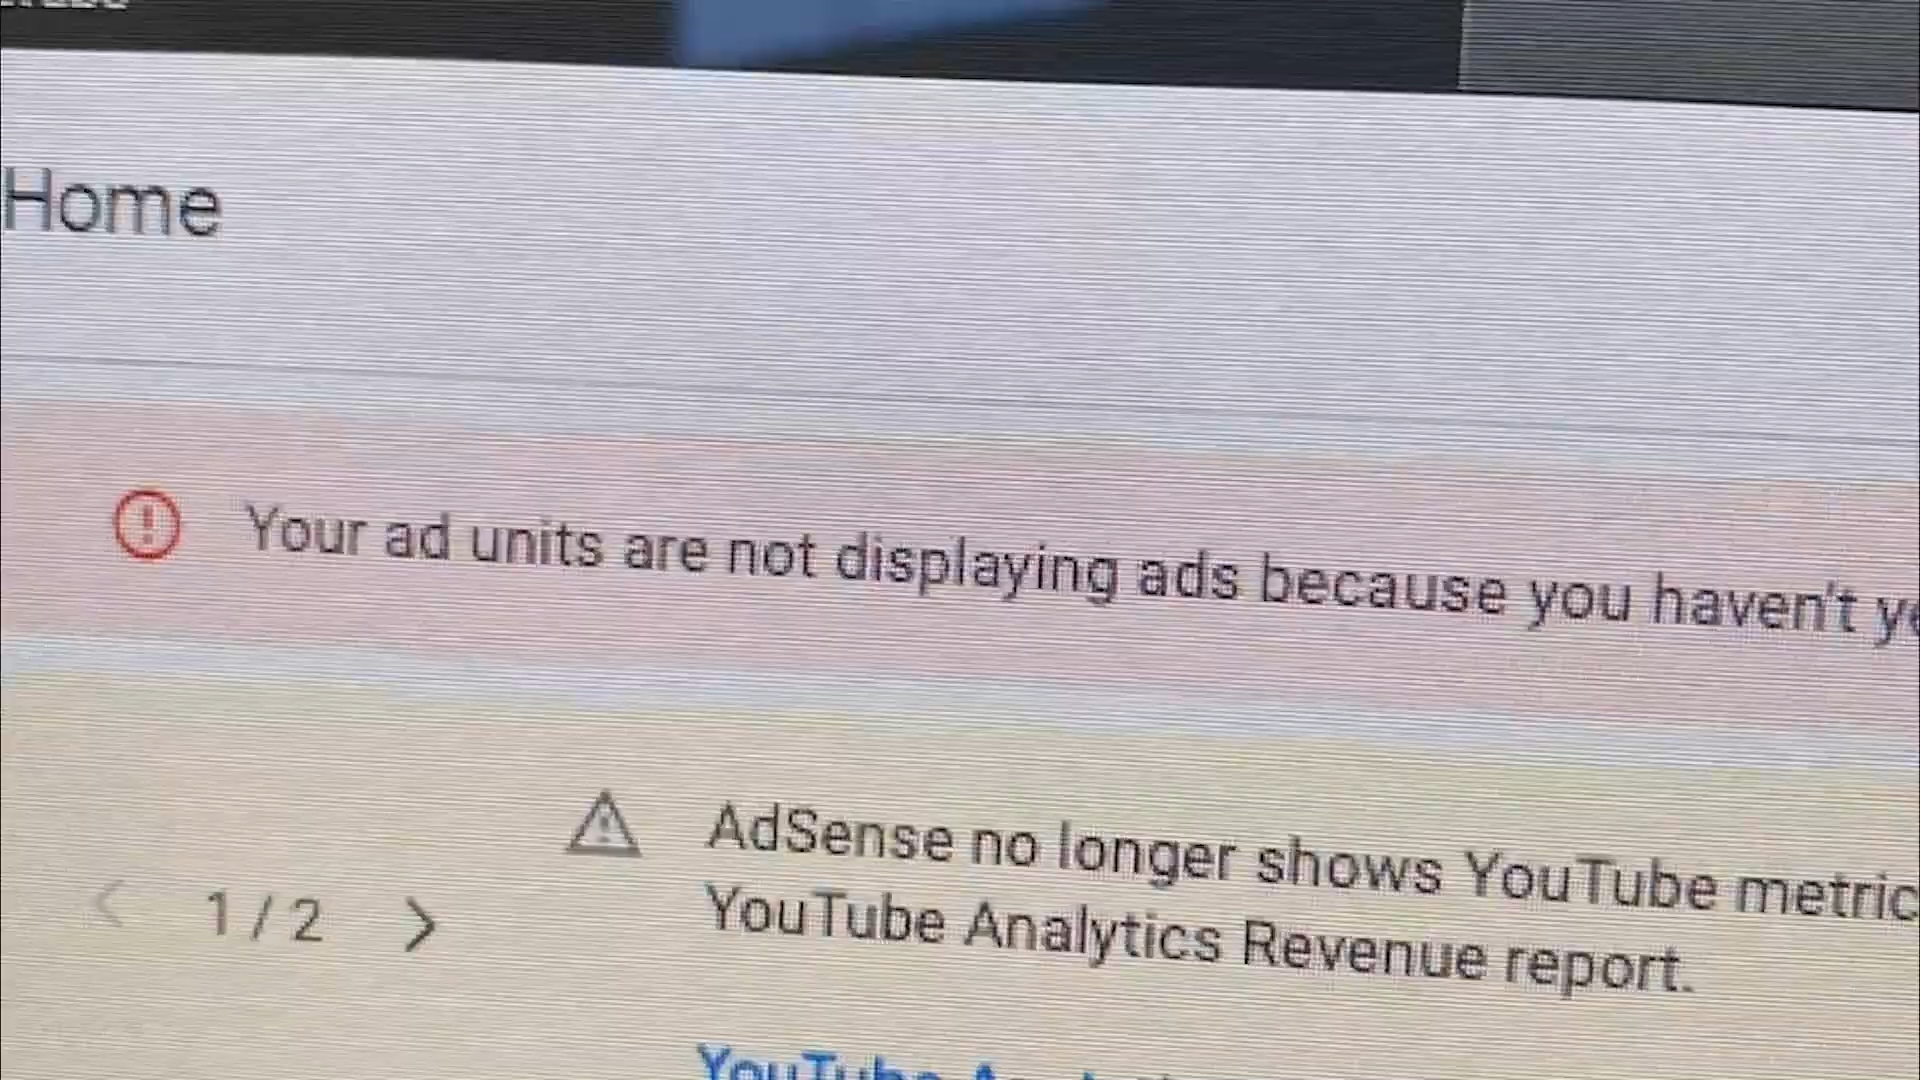 Home
Your ad units are not displaying ads because you haven't
AdSense no longer shows YouTube
YouTube Analytics Revenue report.
1 / 2
YouTube